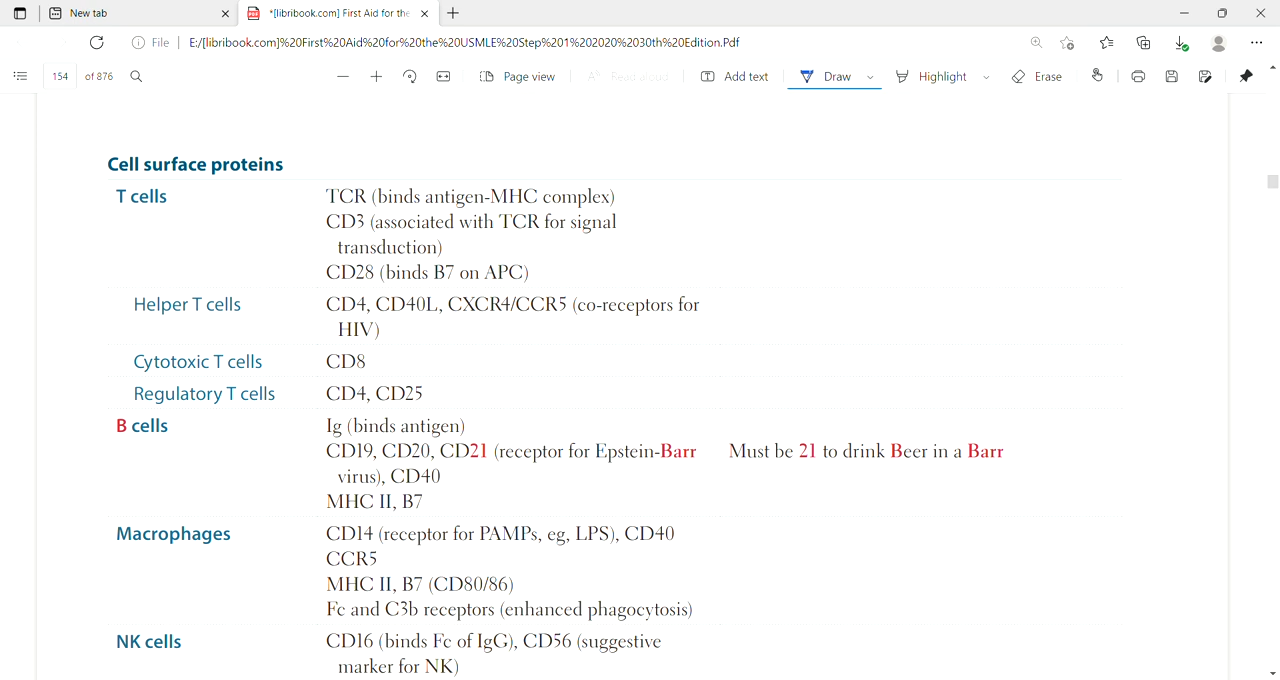 New tab
*[libribook.com] First Aid for the
File
E:/[libribook.com]%20First%20Aid%20for%20the%20USMLE%20Step%201%202020%2030th%20Edition.Pdf
154 of 876
Page view
Read aloud
Add text
Draw
Highlight
Erase
Cell surface proteins
T cells
TCR (binds antigen-MHC complex)
CD3 (associated with TCR for signal
transduction)
CD28 (binds B7 on APC)
Helper T cells
CD4, CD40L, CXCR4/CCR5 (co-receptors for
HIV)
Cytotoxic T cells
CD8
Regulatory T cells
CD4, CD25
B cells
Ig (binds antigen)
CD19, CD20, CD21 (receptor for Epstein-Barr
virus), CD40
MHC II, B7
Must be 21 to drink Beer in a Barr
Macrophages
CD14 (receptor for PAMPs, eg, LPS), CD40
CCR5
MHC II, B7 (CD80/86)
Fc and C3b receptors (enhanced phagocytosis)
NK cells
CD16 (binds Fc of IgG), CD56 (suggestive
marker for NK)